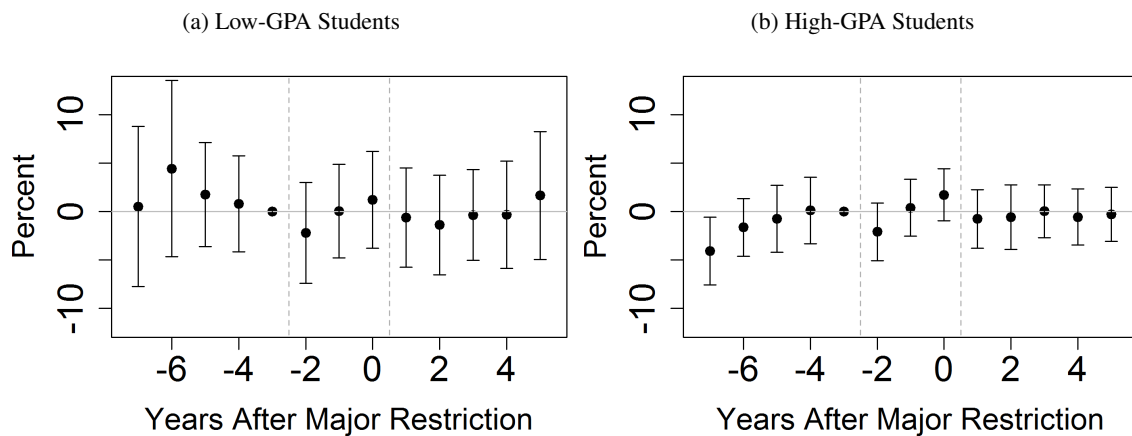 (a) Low-GPA Students
Percent
10
0
-10
-6 -4 -2 0 2 4
Years After Major Restriction
(b) High-GPA Students
Percent
10
0
-10
-6 -4 -2 0 2 4
Years After Major Restriction